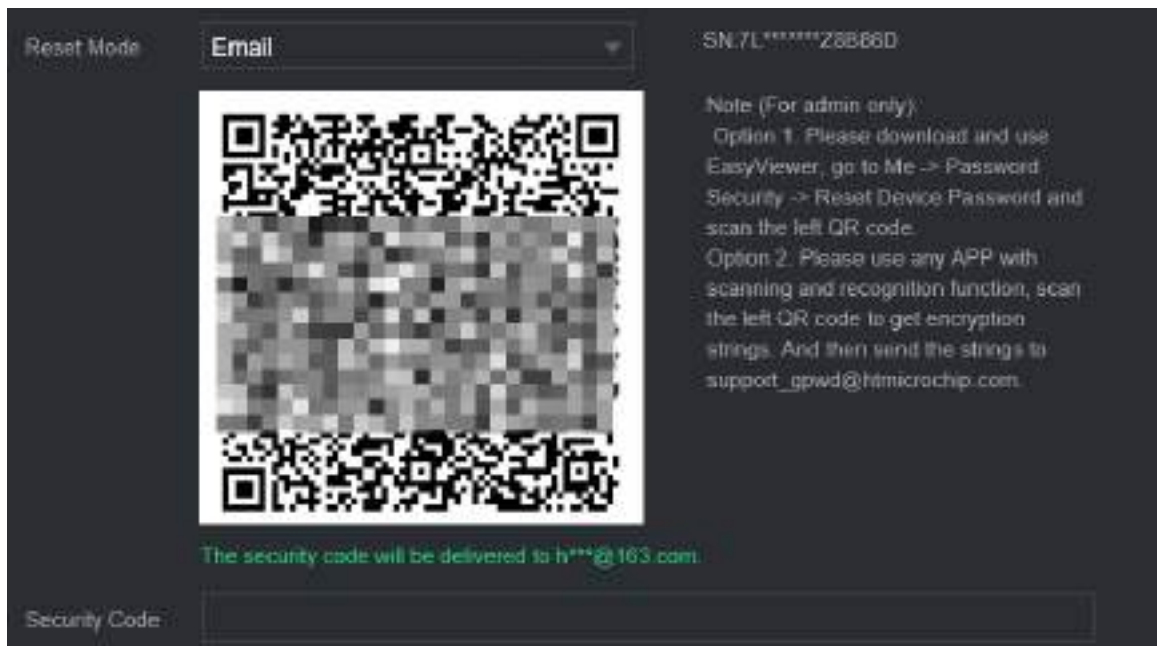 Reset Mode
Email
SN:7L*******Z8B86D
Note (For admin only):
Option 1. Please download and use
EasyViewer, go to Me -> Password
Security -> Reset Device Password and
scan the left QR code.
Option 2. Please use any APP with
scanning and recognition function, scan
the left QR code to get encryption
strings. And then send the strings to
support_gpwd@htmicrochip.com.
The security code will be delivered to h***@163.com.
Security Code